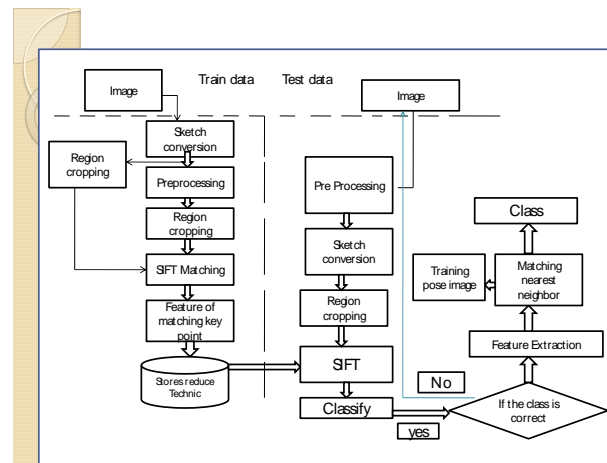 Train data
Test data
Image
Sketch
conversion
Region
cropping
Preprocessing
Region
cropping
SIFT Matching
Feature of
matching key
point
Stores reduce
Technic
Image
Pre Processing
Sketch
conversion
Region
cropping
SIFT
Classify
yes
No
If the class is
correct
Feature Extraction
Matching
nearest
neighbor
Training
pose image
Class